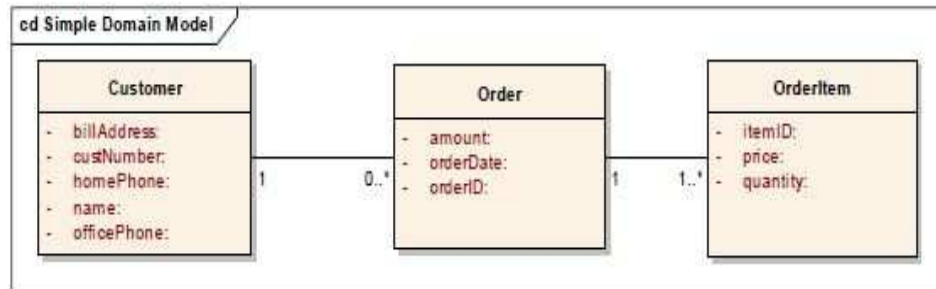 cd Simple Domain Model
Customer
- billAddress:
- custNumber:
- homePhone:
- name:
- officePhone:
1
0..*
Order
- amount:
- orderDate:
- orderID:
1
1..*
OrderItem
- itemID:
- price:
- quantity: